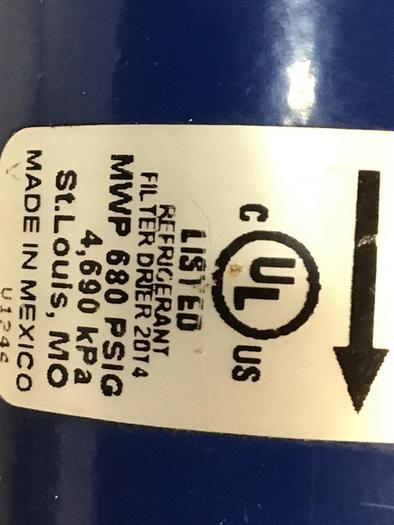 C UL US
LISTED
REFRIGERANT
FILTER DRIER 20T4
MWP 680 PSIG
4,690 kPa
St.Louis, MO
MADE IN MEXICO